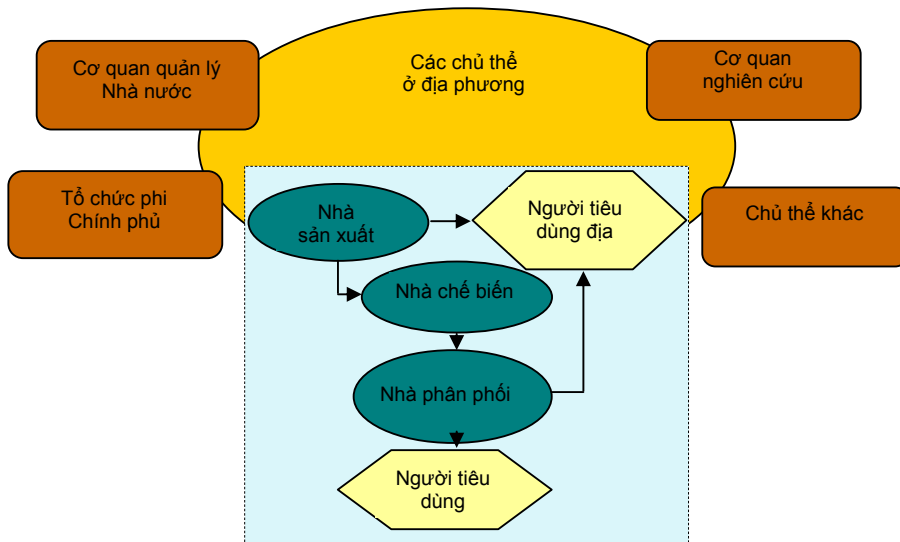 Cơ quan quản lý
Nhà nước
Các chủ thể
ở địa phương
Cơ quan
nghiên cứu
Tổ chức phi
Chính phủ
Nhà
sản xuất
Người tiêu
dùng địa
Chủ thể khác
Nhà chế biến
Nhà phân phối
Người tiêu
dùng